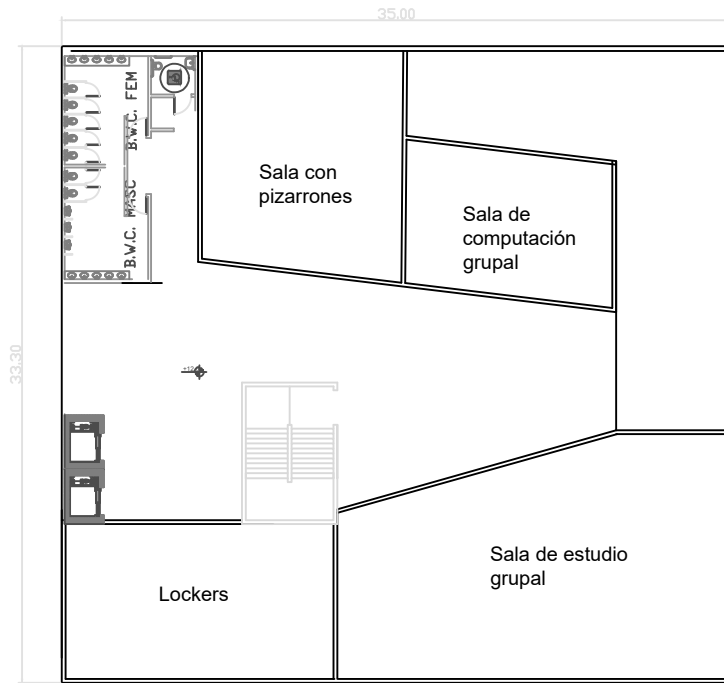 35.00
B.W.C. FEM
Sala con
pizarrones
Sala de
computación
grupal
B.W.C. MASC
33.30
Sala de estudio
grupal
Lockers